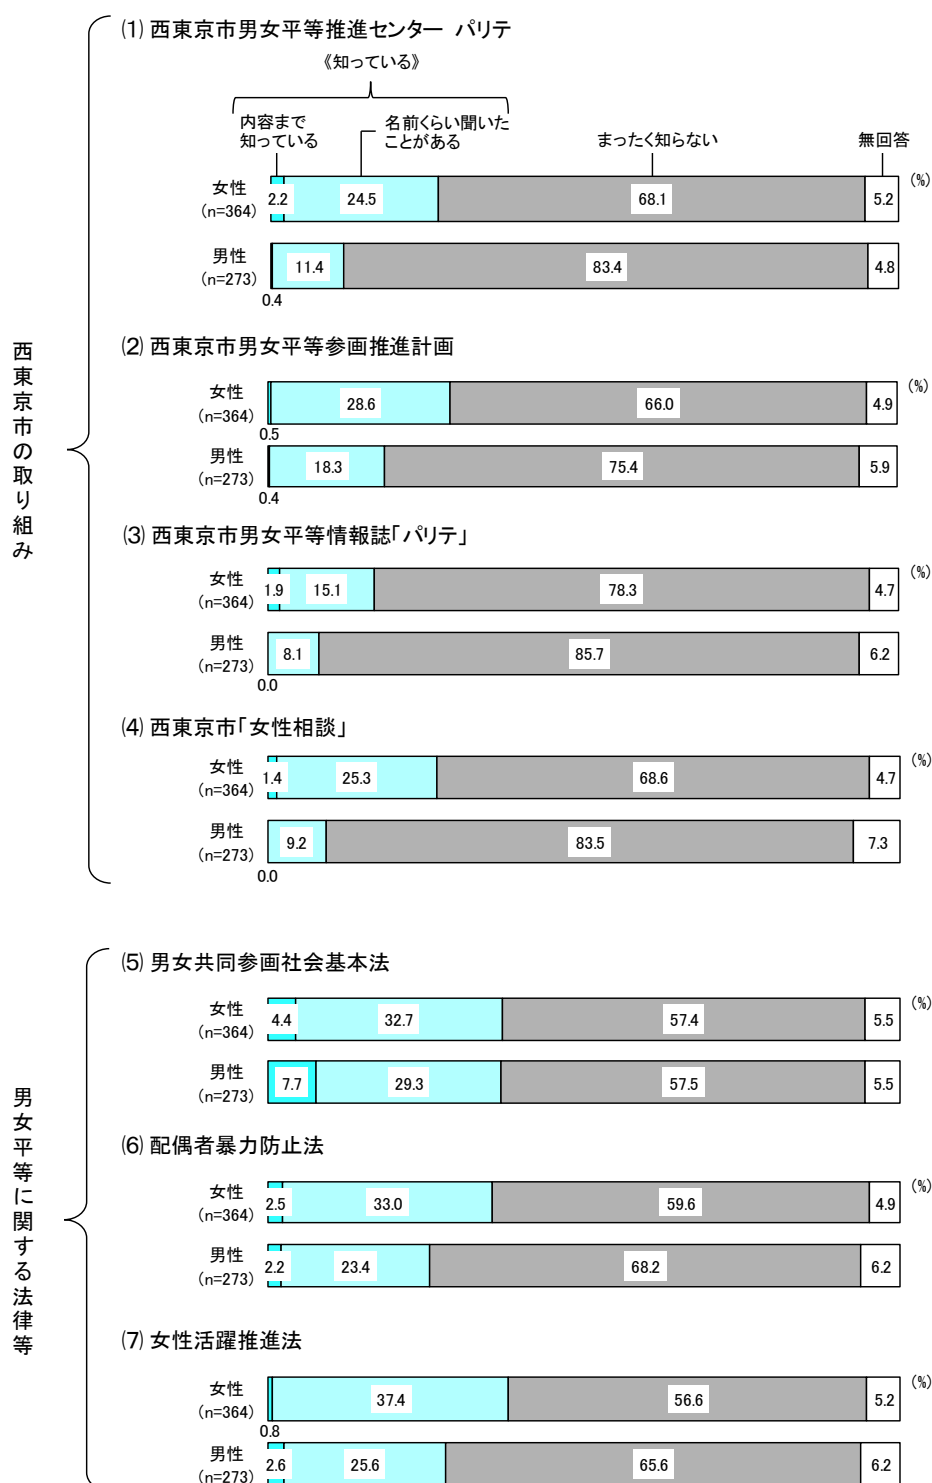 西東京市の取り組み
⑴ 西東京市男女平等推進センター パリテ
《知っている》
内容まで
知っている
名前くらい聞いた
ことがある
まったく知らない
無回答
(%)
女性
(n=364)
2.2
24.5
68.1
5.2
男性
(n=273)
0.4
11.4
83.4
4.8
⑵ 西東京市男女平等参画推進計画
(%)
女性
(n=364)
0.5
28.6
66.0
4.9
男性
(n=273)
0.4
18.3
75.4
5.9
⑶ 西東京市男女平等情報誌「パリテ」
(%)
女性
(n=364)
1.9
15.1
78.3
4.7
男性
(n=273)
0.0
8.1
85.7
6.2
⑷ 西東京市「女性相談」
(%)
女性
(n=364)
1.4
25.3
68.6
4.7
男性
(n=273)
0.0
9.2
83.5
7.3
男女平等に関する法律等
⑸ 男女共同参画社会基本法
(%)
女性
(n=364)
4.4
32.7
57.4
5.5
男性
(n=273)
7.7
29.3
57.5
5.5
⑹ 配偶者暴力防止法
(%)
女性
(n=364)
2.5
33.0
59.6
4.9
男性
(n=273)
2.2
23.4
68.2
6.2
⑺ 女性活躍推進法
(%)
女性
(n=364)
0.8
37.4
56.6
5.2
男性
(n=273)
2.6
25.6
65.6
6.2